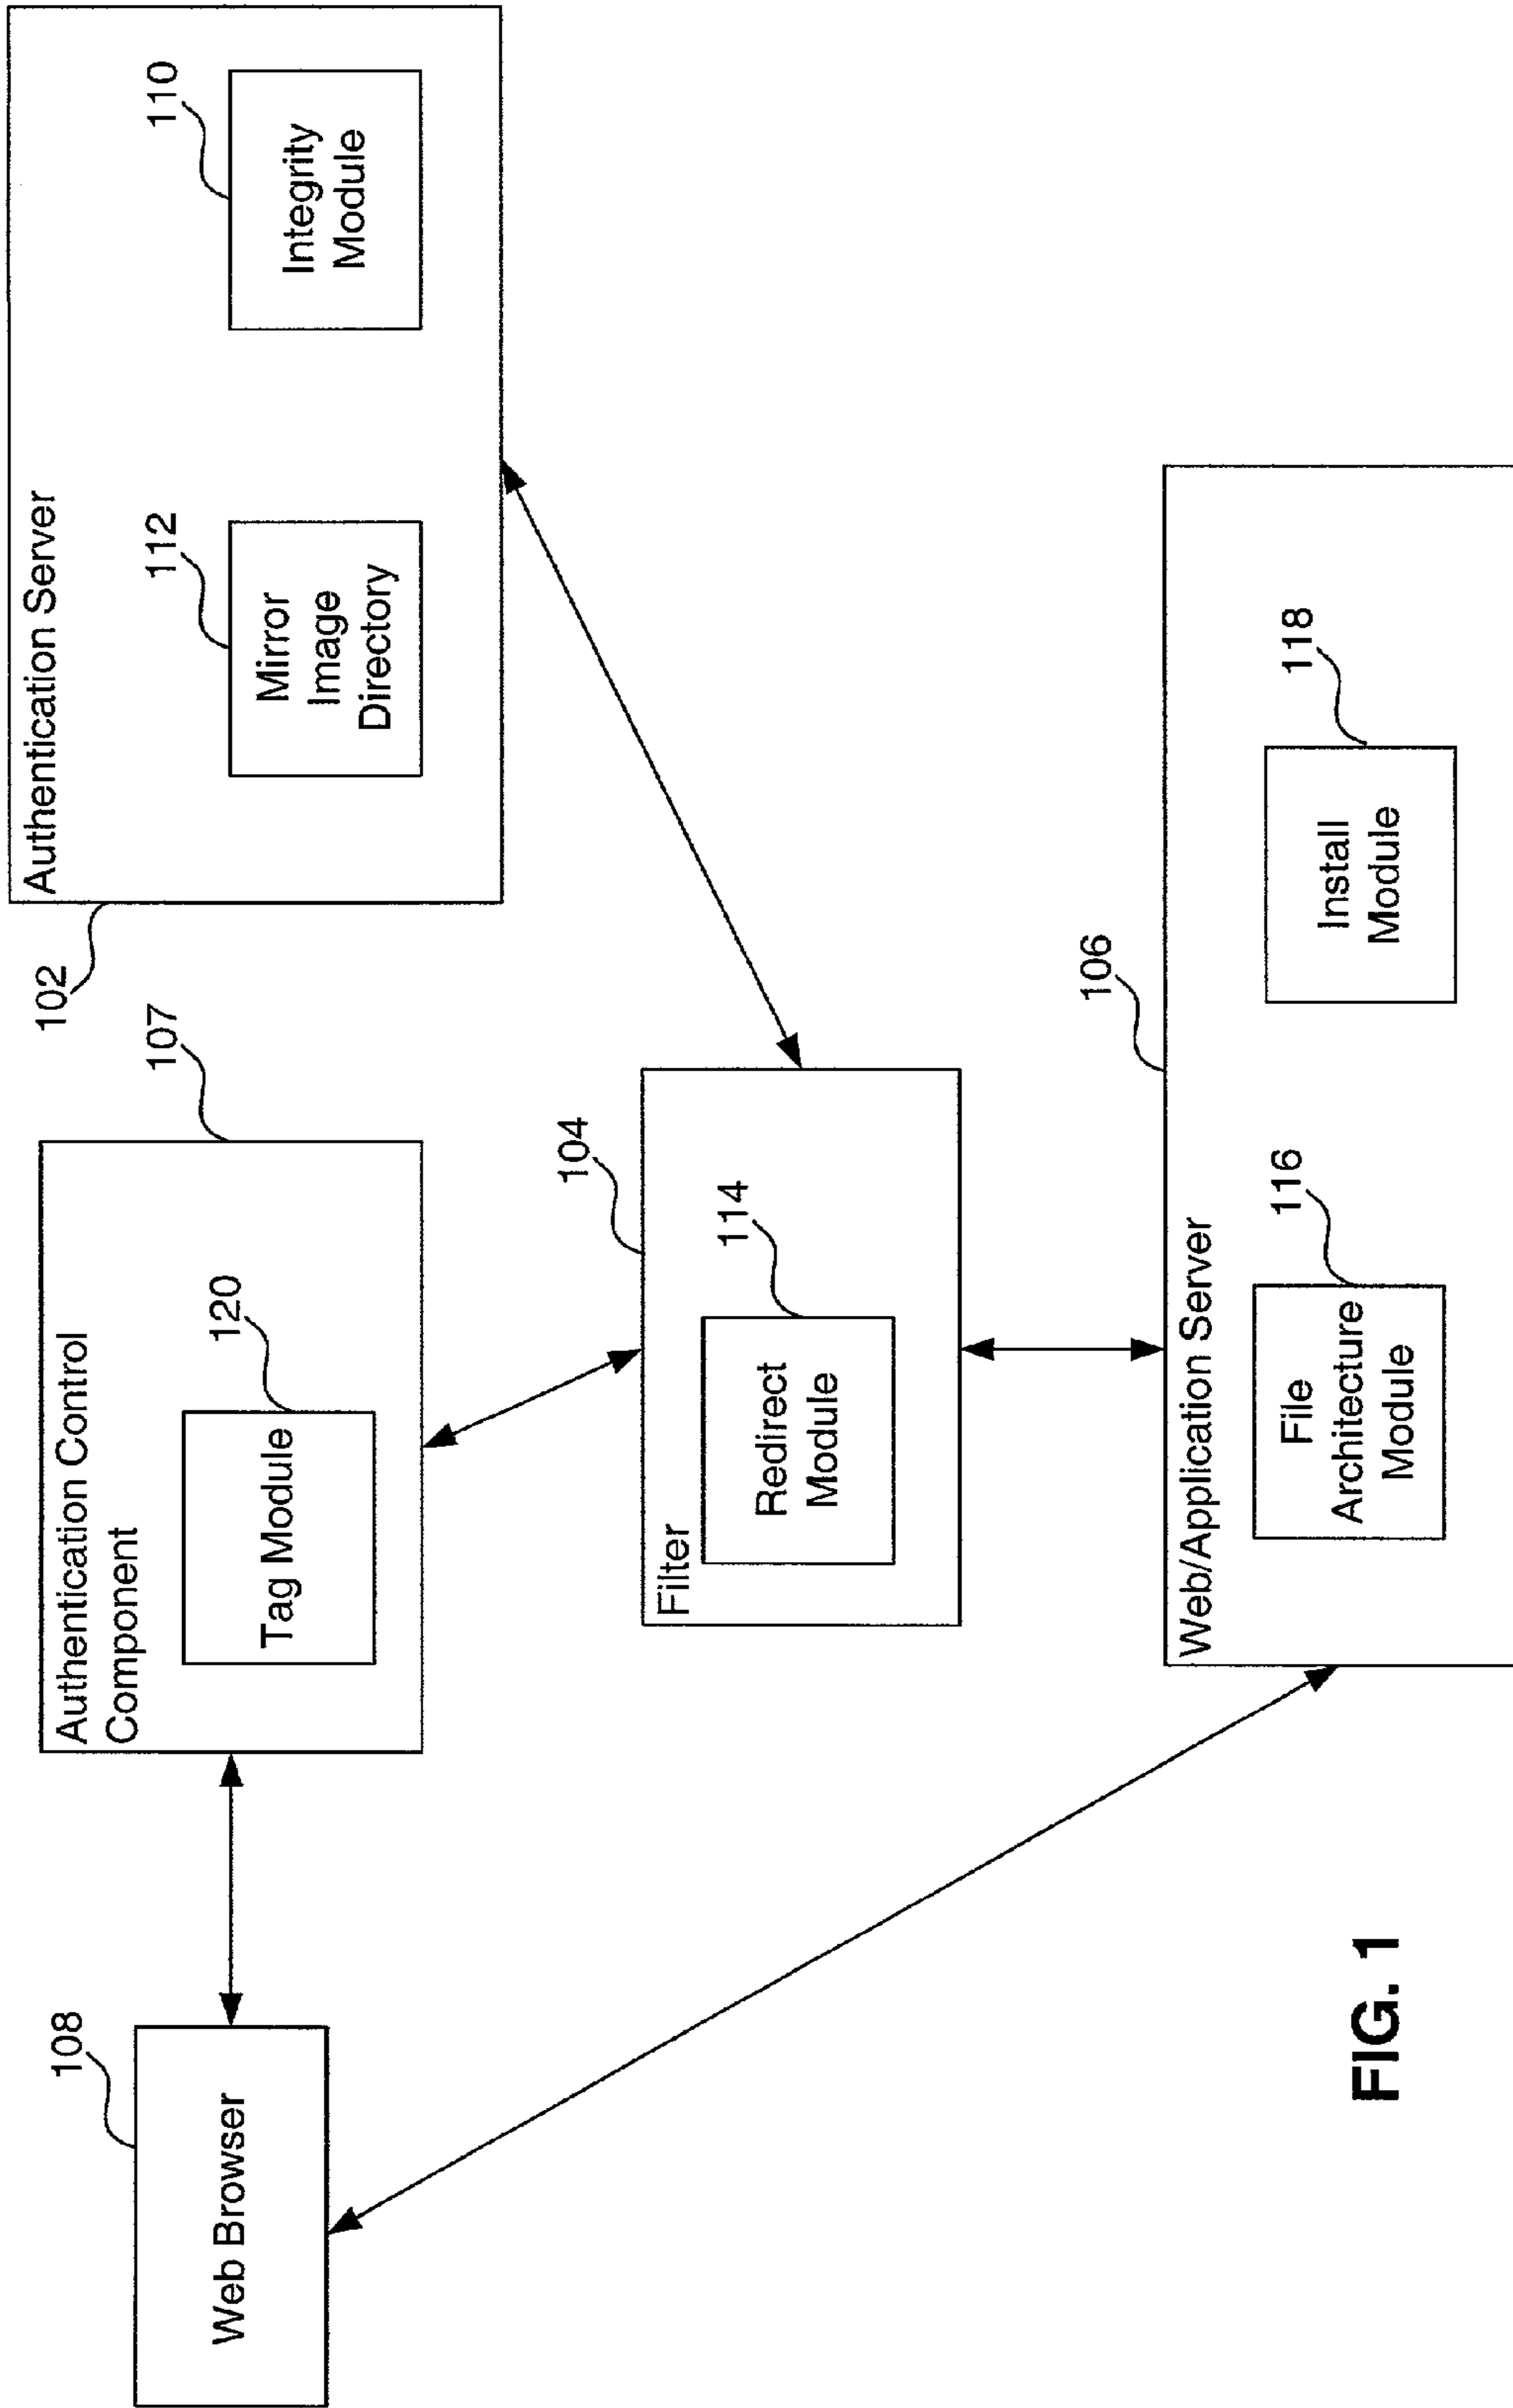 108
Web Browser
Authentication Control
Component
107
120
Tag Module
102
Authentication Server
112
Mirror
Image
Directory
110
Integrity
Module
104
Filter
114
Redirect
Module
106
Web/Application Server
116
File
Architecture
Module
118
Install
Module
FIG. 1